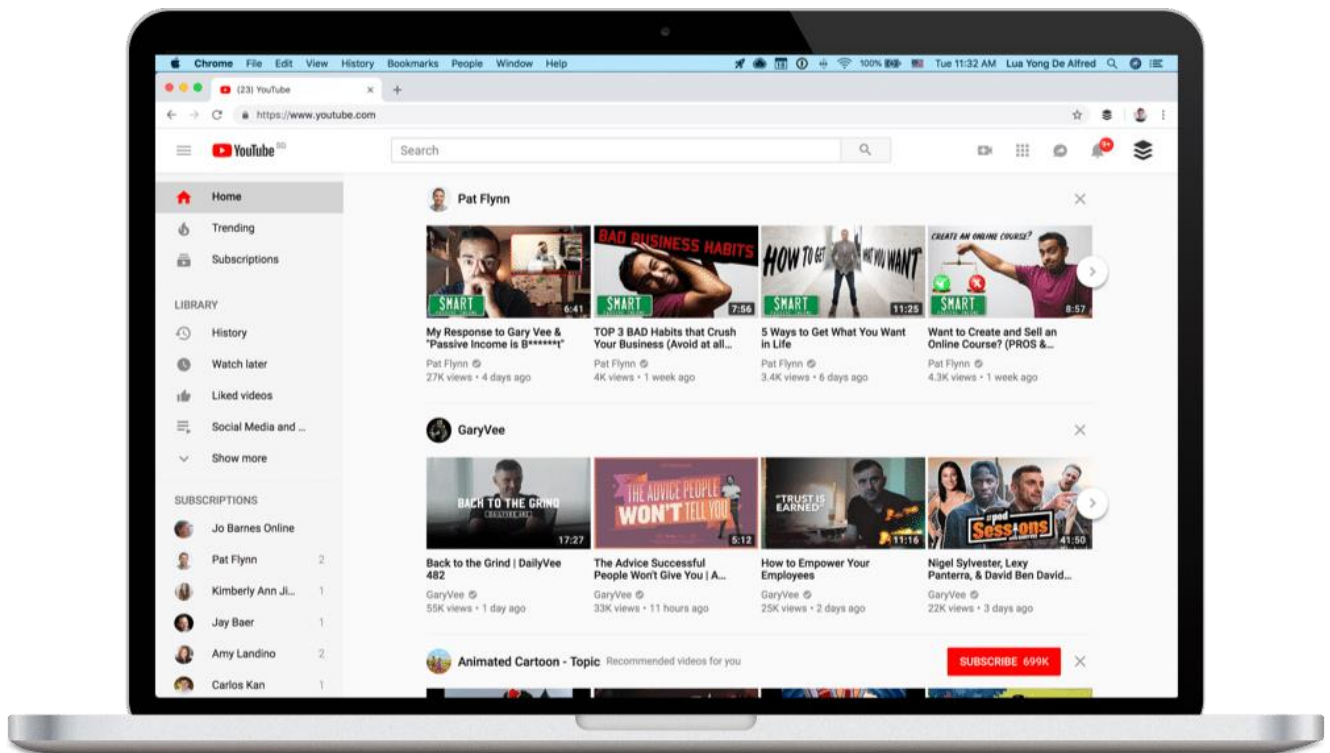 Chrome File Edit View History Bookmarks People Window Help 100% Tue 11:32 AM Lua Yong De Alfred
(23) YouTube
https://www.youtube.com
YouTube SG
Search
9+
Home
Trending
Subscriptions
LIBRARY
History
Watch later
Liked videos
Social Media and ...
Show more
SUBSCRIPTIONS
Jo Barnes Online
Pat Flynn 2
Kimberly Ann Ji... 1
Jay Baer 1
Amy Landino 2
Carlos Kan 1
Pat Flynn
SMART
6:41
My Response to Gary Vee &
"Passive Income is B******t"
Pat Flynn
27K views • 4 days ago
BAD BUSINESS HABITS
SMART
7:56
TOP 3 BAD Habits that Crush
Your Business (Avoid at all...
Pat Flynn
4K views • 1 week ago
HOW TO GET WHAT YOU WANT
SMART
11:25
5 Ways to Get What You Want
in Life
Pat Flynn
3.4K views • 6 days ago
CREATE AN ONLINE COURSE?
SMART
8:57
Want to Create and Sell an
Online Course? (PROS &...
Pat Flynn
4.3K views • 1 week ago
GaryVee
BACK TO THE GRIND
17:27
Back to the Grind | DailyVee
482
GaryVee
55K views • 1 day ago
THE ADVICE PEOPLE
WON'T TELL YOU
5:12
The Advice Successful
People Won't Give You | A...
GaryVee
33K views • 11 hours ago
"TRUST IS
EARNED"
11:16
How to Empower Your
Employees
GaryVee
25K views • 2 days ago
#pod
Sessions
41:50
Nigel Sylvester, Lexy
Panterra, & David Ben David...
GaryVee
22K views • 3 days ago
Animated Cartoon - Topic Recommended videos for you
SUBSCRIBE 699K